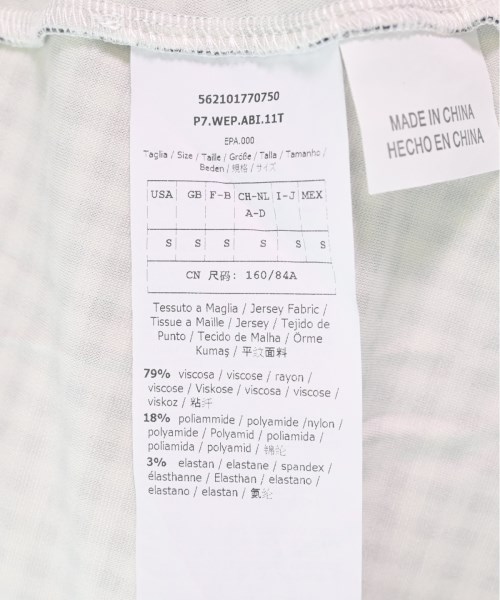 562101770750
P7.WEP.ABI.11T
EPA.000
Taglia / Size / Taille / Größe / Talla / Tamanho /
Beden / 規格 / サイズ
USA GB F-B CH-NL I-J MEX
A-D
S S S S S S
CN 尺码: 160/84A
Tessuto a Maglia / Jersey Fabric /
Tissue a Maille / Jersey / Tejido de
Punto / Tecido de Malha / Örme
Kumaş / 平纹面料
79% viscosa / viscose / rayon /
viscose / Viskose / viscosa / viscose /
viskoz / 粘纤
18% poliammide / polyamide /nylon /
polyamide / Polyamid / poliamida /
poliamida / polyamid / 锦纶
3% elastan / elastane / spandex /
élasthanne / Elasthan / elastano /
elastano / elastan / 氨纶
MADE IN CHINA
HECHO EN CHINA